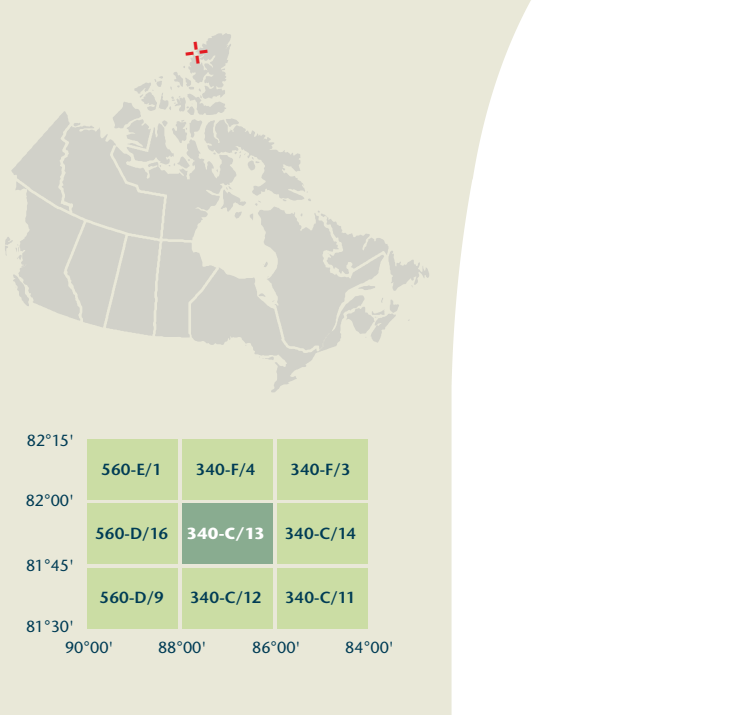 82°15'
560-E/1 340-F/4 340-F/3
82°00'
560-D/16 340-C/13 340-C/14
81°45'
560-D/9 340-C/12 340-C/11
81°30'
90°00' 88°00' 86°00' 84°00'